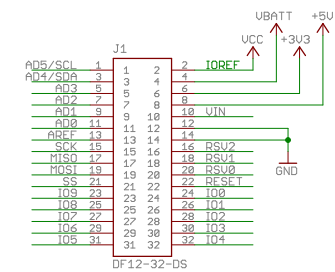 VBATT +5V
VCC +3V3
J1
AD5/SCL 1 1 2 2 IOREF
AD4/SDA 3 3 4 4
AD3 5 5 6 6
AD2 7 7 8 8
AD1 9 9 10 10 VIN
AD0 11 11 12 12
AREF 13 13 14 14
SCK 15 15 16 16 RSV2
MISO 17 17 18 18 RSV1
MOSI 19 19 20 20 RSV0
SS 21 21 22 22 RESET
IO9 23 23 24 24 IO0
IO8 25 25 26 26 IO1
IO7 27 27 28 28 IO2
IO6 29 29 30 30 IO3
IO5 31 31 32 32 IO4
GND
DF12-32-DS